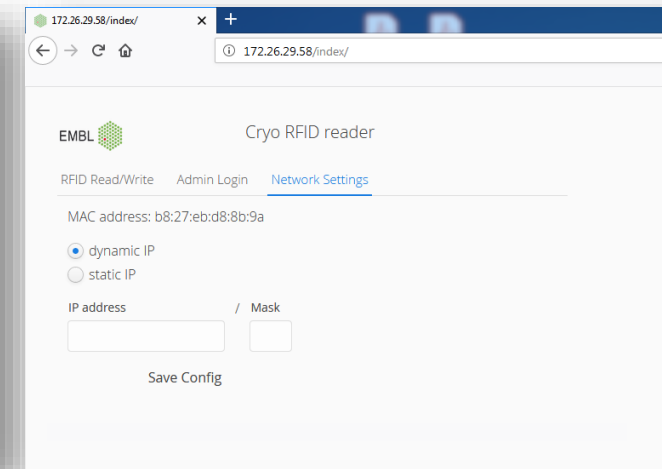 172.26.29.58/index/
172.26.29.58/index/
EMBL Cryo RFID reader
RFID Read/Write Admin Login Network Settings
MAC address: b8:27:eb:d8:8b:9a
dynamic IP
static IP
IP address / Mask
Save Config